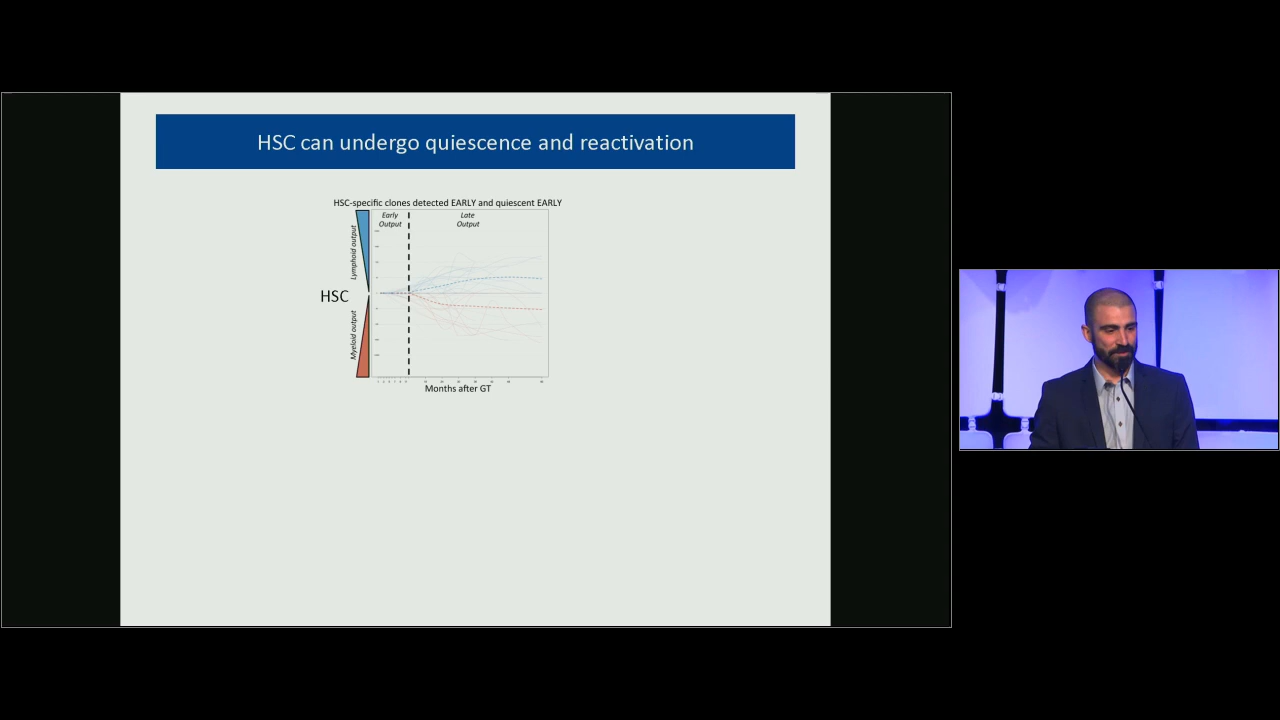 HSC can undergo quiescence and reactivation
HSC-specific clones detected EARLY and quiescent EARLY
Early
Output
Late
Output
Lymphoid output
HSC
Myeloid output
Months after GT